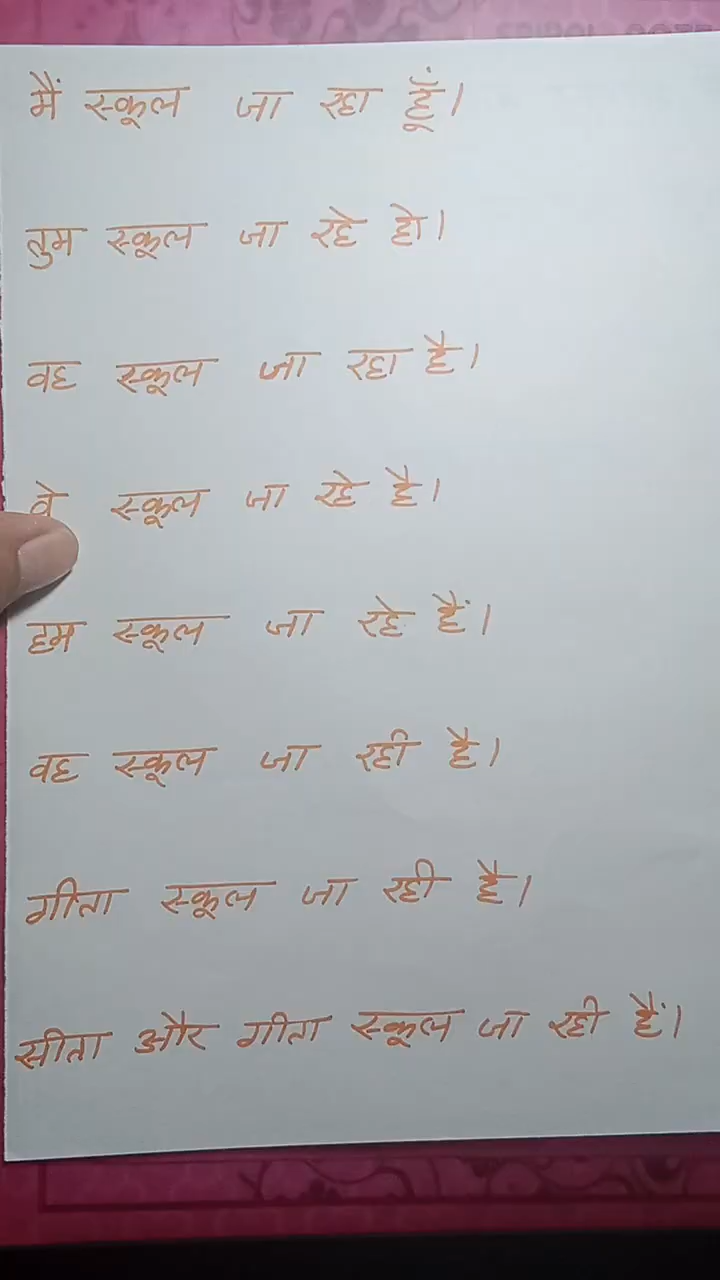 मैं स्कूल जा रहा हूँ।
तुम स्कूल जा रहे हो।
वह स्कूल जा रहा है।
वे स्कूल जा रहे है।
हम स्कूल जा रहे हैं।
वह स्कूल जा रही है।
गीता स्कूल जा रही है।
सीता और गीता स्कूल जा रही हैं।